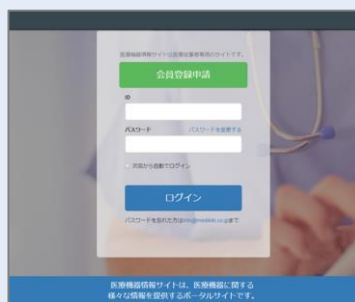 医療機器情報サイトは医療従事者専用のサイトです。
会員登録申請
ID
パスワード
パスワードを変更する
次回から自動でログイン
ログイン
パスワードを忘れた方は
まで
医療機器情報サイトは、医療機器に関する
様々な情報を提供するポータルサイトです。